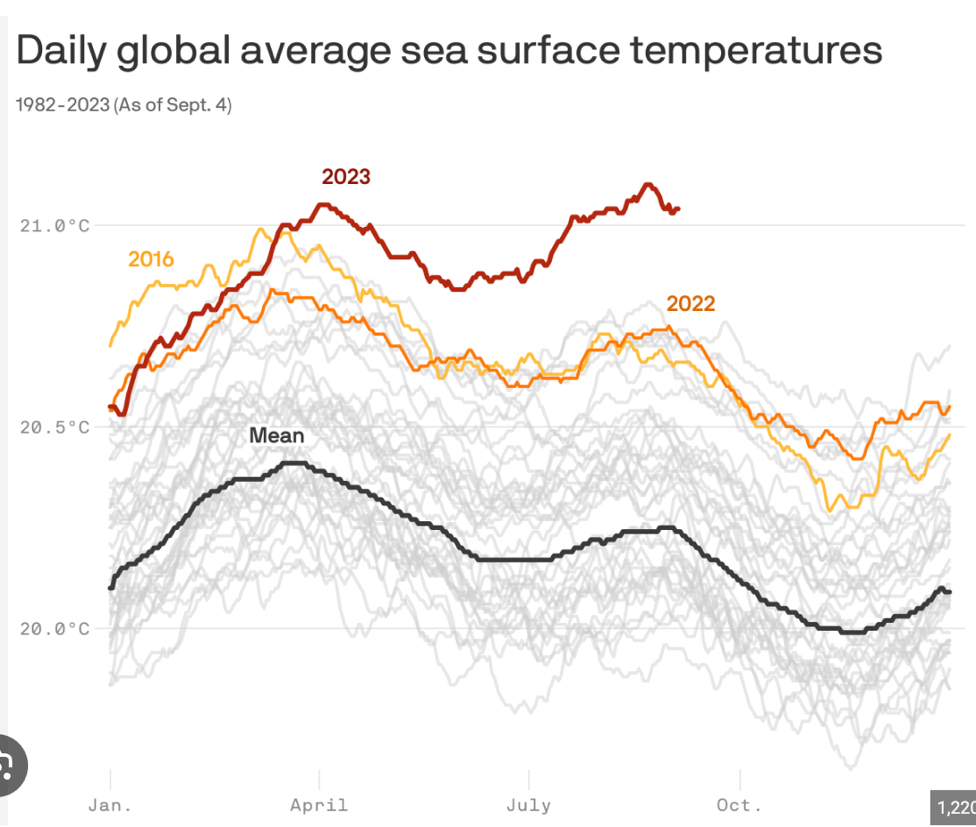 Daily global average sea surface temperatures
1982-2023 (As of Sept. 4)
2023
21.0°C
2016
2022
20.5°C
Mean
20.0°C
Jan. April July Oct.
1,220